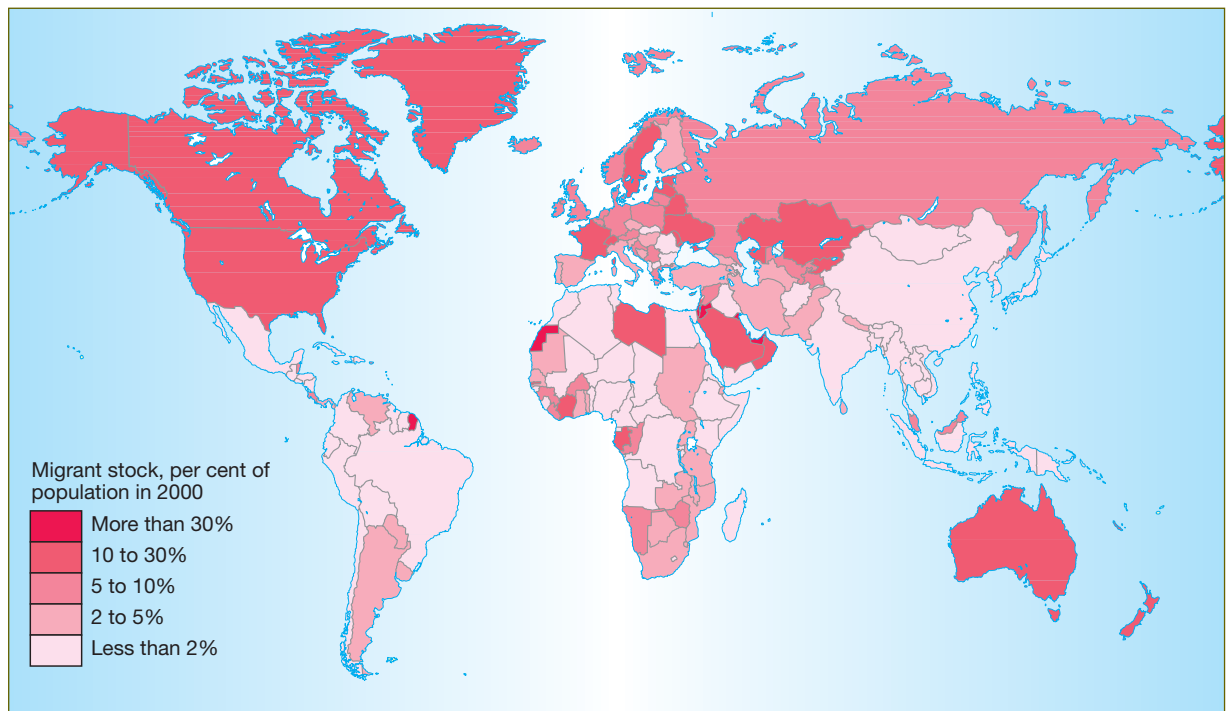 Migrant stock, per cent of
population in 2000
More than 30%
10 to 30%
5 to 10%
2 to 5%
Less than 2%